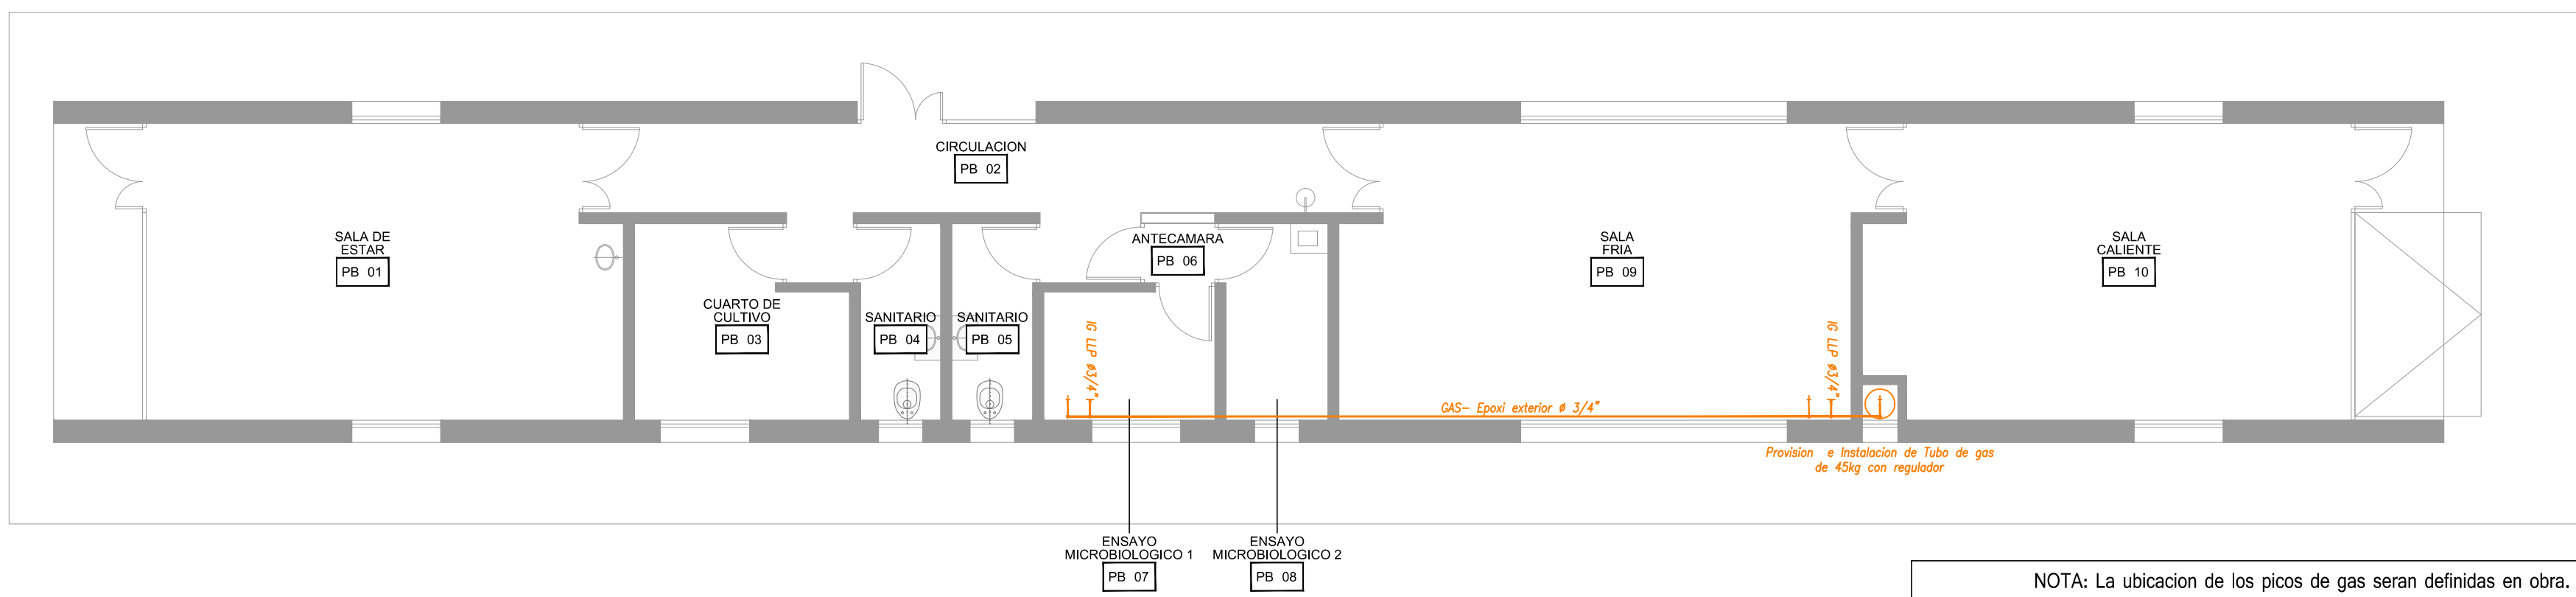 CIRCULACION
PB 02
SALA DE
ESTAR
PB 01
ANTECAMARA
PB 06
SALA
FRIA
PB 09
SALA
CALIENTE
PB 10
CUARTO DE
CULTIVO
PB 03
SANITARIO
PB 04
SANITARIO
PB 05
IG LLP ø3/4"
IG LLP ø3/4"
GAS- Epoxi exterior ø 3/4"
Provision e Instalacion de Tubo de gas
de 45kg con regulador
ENSAYO
MICROBIOLOGICO 1
PB 07
ENSAYO
MICROBIOLOGICO 2
PB 08
NOTA: La ubicacion de los picos de gas seran definidas en obra.